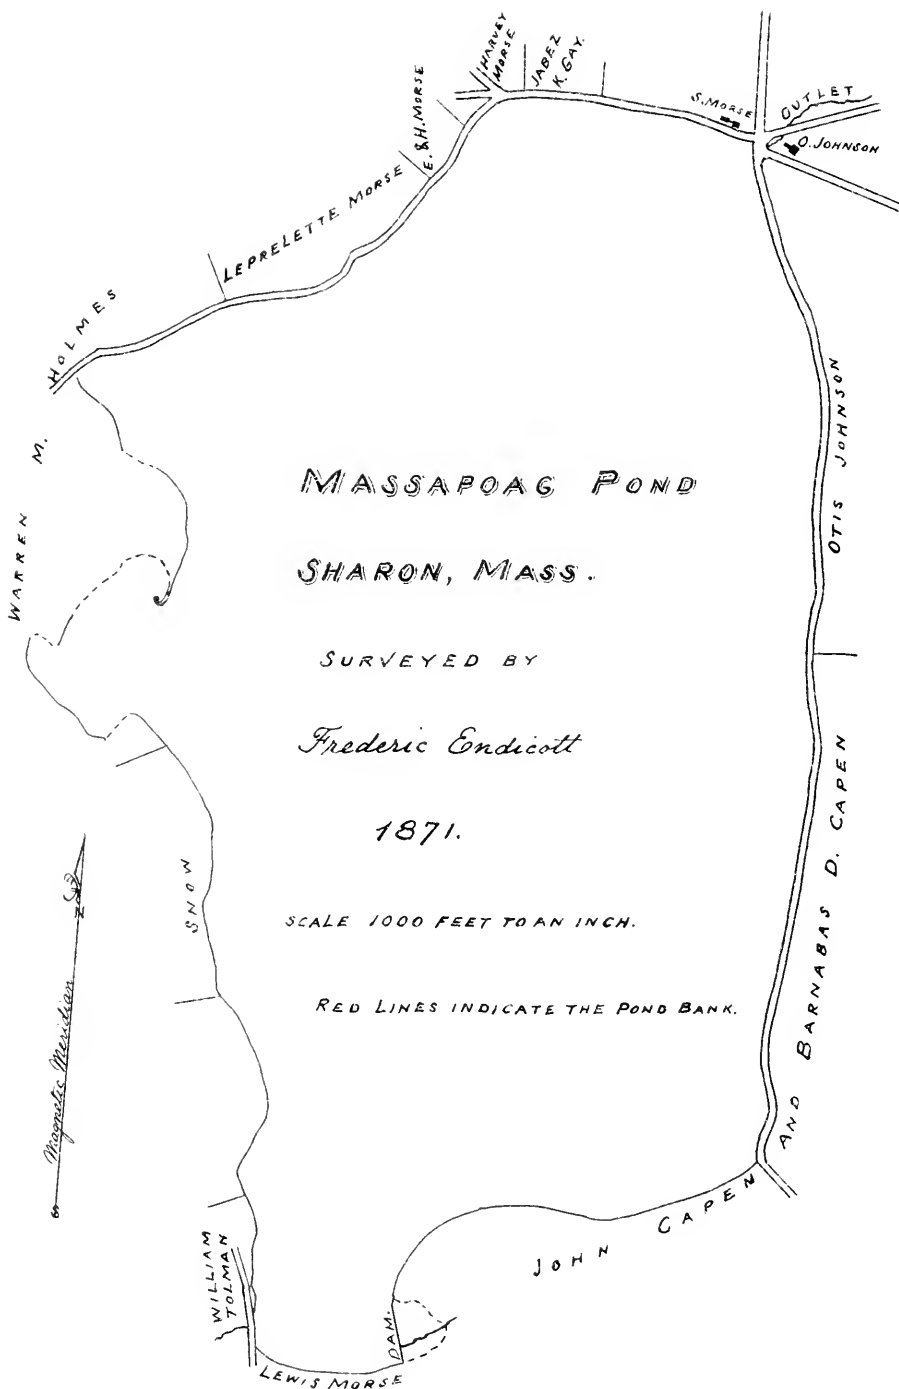 HARVEY
MORSE
JABEZ
K. GAY.
E. & H. MORSE
S. MORSE
OUTLET
O. JOHNSON
LEPRELETTE MORSE
WARREN M. HOLMES
OTIS JOHNSON
MASSAPOAG POND
SHARON, MASS.
SURVEYED BY
Frederic Endicott
1871.
SNOW
SCALE 1000 FEET TO AN INCH.
RED LINES INDICATE THE POND BANK.
N
Magnetic Meridian
S
JOHN CAPEN
AND BARNABAS D. CAPEN
WILLIAM
TOLMAN
DAM.
LEWIS MORSE